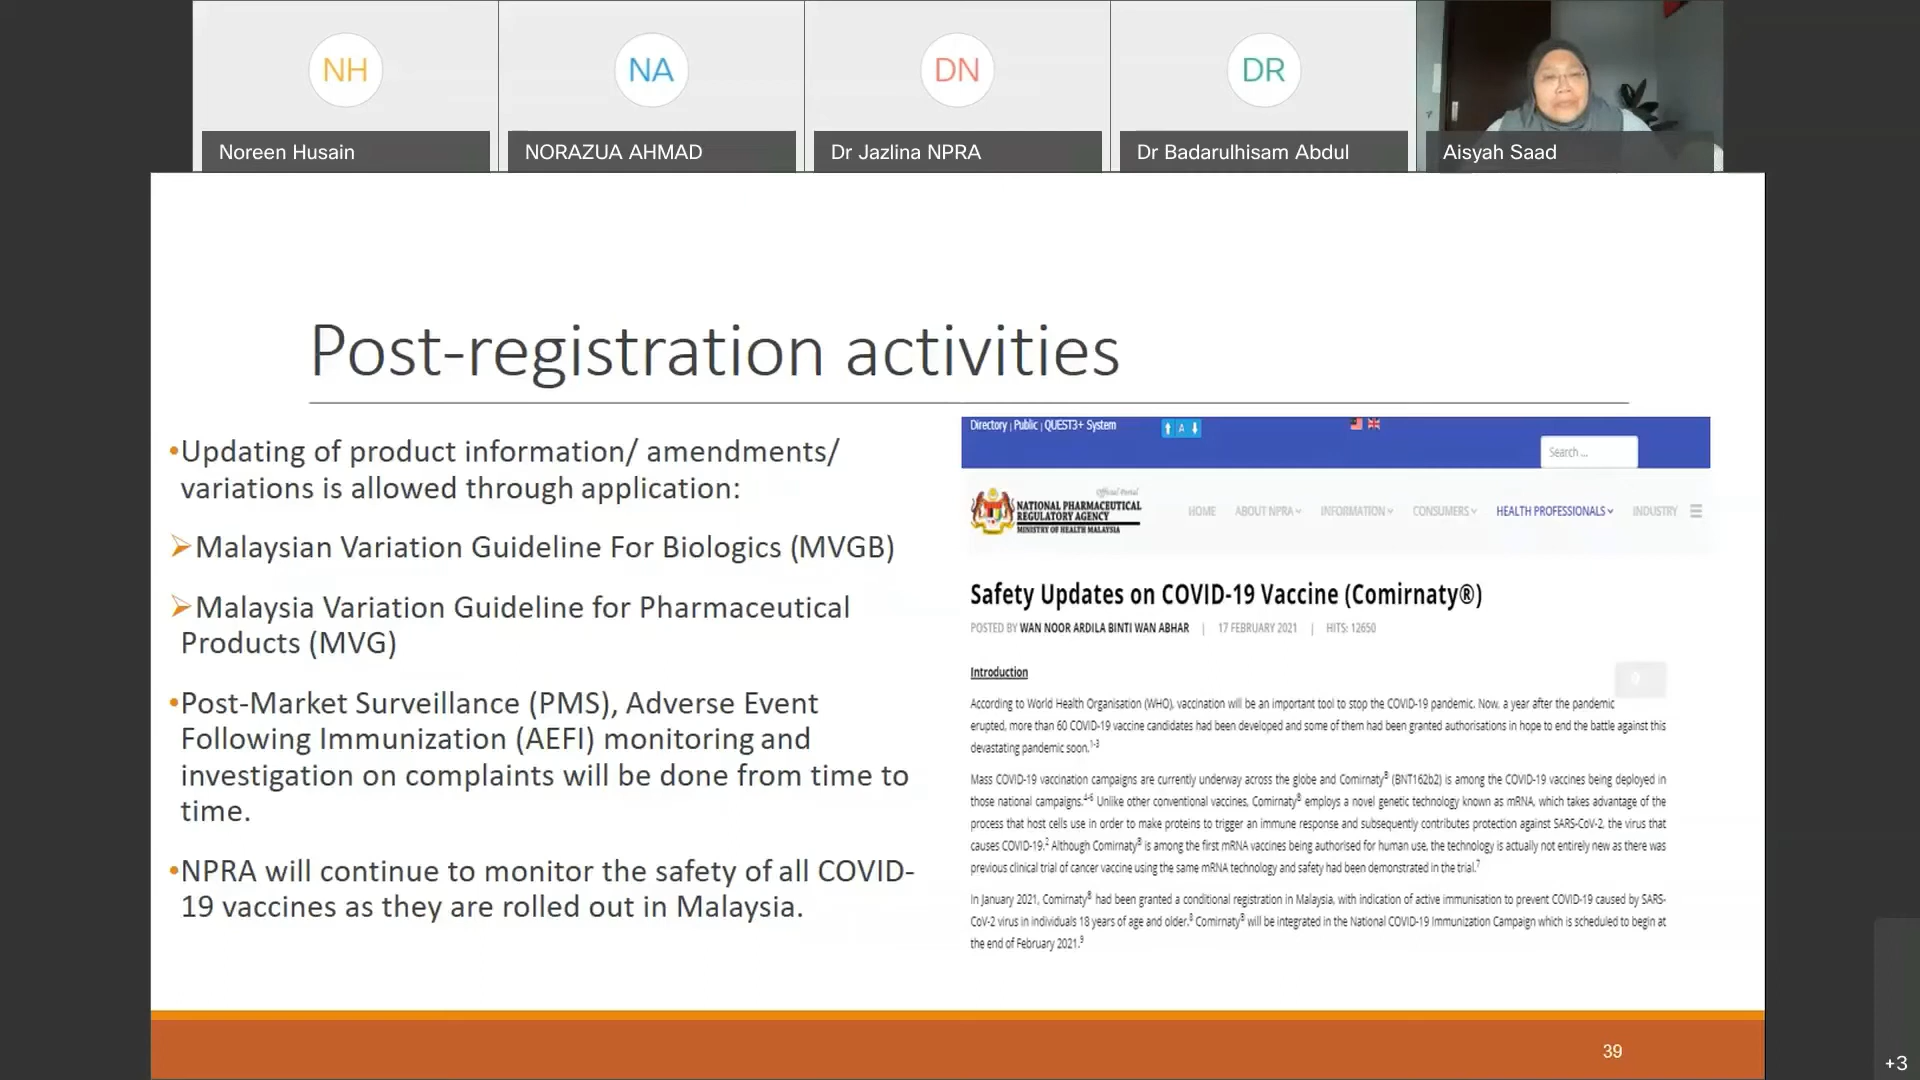 NH
NA
DN
DR
Noreen Husain
NORAZUA AHMAD
Dr Jazlina NPRA
Dr Badarulhisam Abdul
Aisyah Saad
Post-registration activities
•Updating of product information/ amendments/
variations is allowed through application:
➢Malaysian Variation Guideline For Biologics (MVGB)
➢Malaysia Variation Guideline for Pharmaceutical
Products (MVG)
•Post-Market Surveillance (PMS), Adverse Event
Following Immunization (AEFI) monitoring and
investigation on complaints will be done from time to
time.
•NPRA will continue to monitor the safety of all COVID-
19 vaccines as they are rolled out in Malaysia.
Directory | Public | QUEST3+ System
A
Search ...
Official Portal
NATIONAL PHARMACEUTICAL
REGULATORY AGENCY
MINISTRY OF HEALTH MALAYSIA
HOME ABOUT NPRA INFORMATION CONSUMERS HEALTH PROFESSIONALS INDUSTRY
Safety Updates on COVID-19 Vaccine (Comirnaty®)
POSTED BY WAN NOOR ARDILA BINTI WAN ABHAR | 17 FEBRUARY 2021 | HITS: 12650
Introduction
According to World Health Organisation (WHO), vaccination will be an important tool to stop the COVID-19 pandemic. Now, a year after the pandemic
erupted, more than 60 COVID-19 vaccine candidates had been developed and some of them had been granted authorisations in hope to end the battle against this
devastating pandemic soon.1-3
Mass COVID-19 vaccination campaigns are currently underway across the globe and Comirnaty® (BNT162b2) is among the COVID-19 vaccines being deployed in
those national campaigns.4-6 Unlike other conventional vaccines, Comirnaty® employs a novel genetic technology known as mRNA, which takes advantage of the
process that host cells use in order to make proteins to trigger an immune response and subsequently contributes protection against SARS-CoV-2, the virus that
causes COVID-19.2 Although Comirnaty® is among the first mRNA vaccines being authorised for human use, the technology is actually not entirely new as there was
previous clinical trial of cancer vaccine using the same mRNA technology and safety had been demonstrated in the trial.7
In January 2021, Comirnaty® had been granted a conditional registration in Malaysia, with indication of active immunisation to prevent COVID-19 caused by SARS-
CoV-2 virus in individuals 18 years of age and older.8 Comirnaty® will be integrated in the National COVID-19 Immunization Campaign which is scheduled to begin at
the end of February 2021.9
39
+3